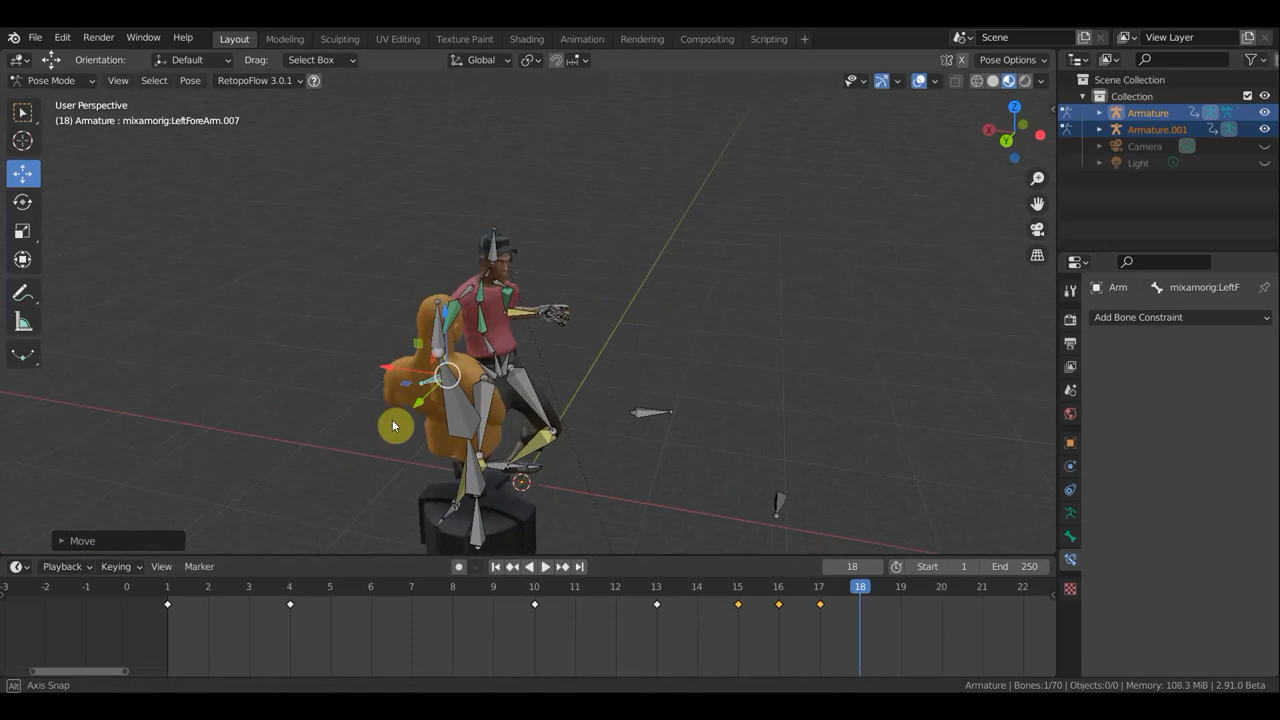 File Edit Render Window Help Layout Modeling Sculpting UV Editing Texture Paint Shading Animation Rendering Compositing Scripting + Scene View Layer
Orientation: Default Drag: Select Box Global X Pose Options
Pose Mode View Select Pose RetopoFlow 3.0.1 ?
Scene Collection
Collection
Armature
Armature.001
Camera
Light
User Perspective
(18) Armature : mixamorig:LeftForeArm.007
Z
X
Y
Arm mixamorig:LeftF
Add Bone Constraint
Move
Playback Keying View Marker 18 Start 1 End 250
-3 -2 -1 0 1 2 3 4 5 6 7 8 9 10 11 12 13 14 15 16 17 18 19 20 21 22
Alt Axis Snap Armature | Bones:1/70 | Objects:0/0 | Memory: 108.3 MiB | 2.91.0 Beta